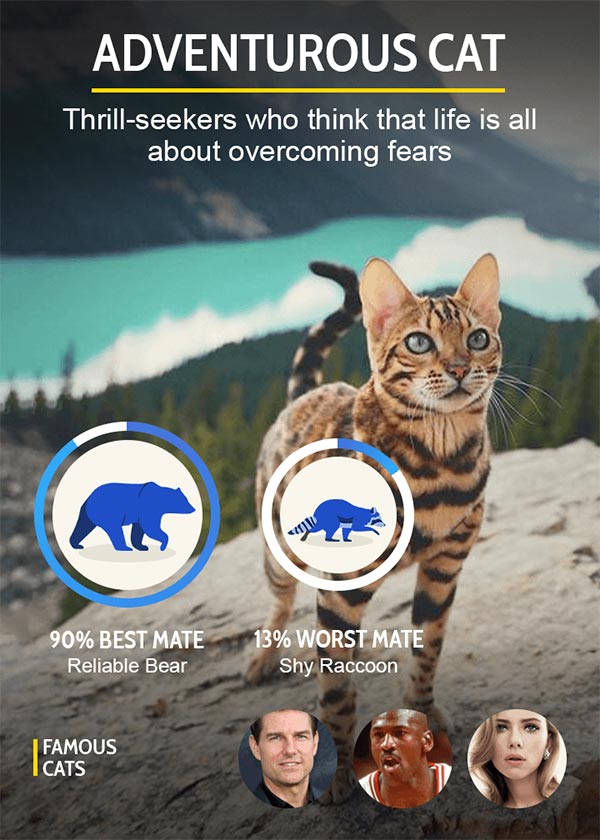 ADVENTUROUS CAT
Thrill-seekers who think that life is all
about overcoming fears
90% BEST MATE
Reliable Bear
13% WORST MATE
Shy Raccoon
FAMOUS
CATS